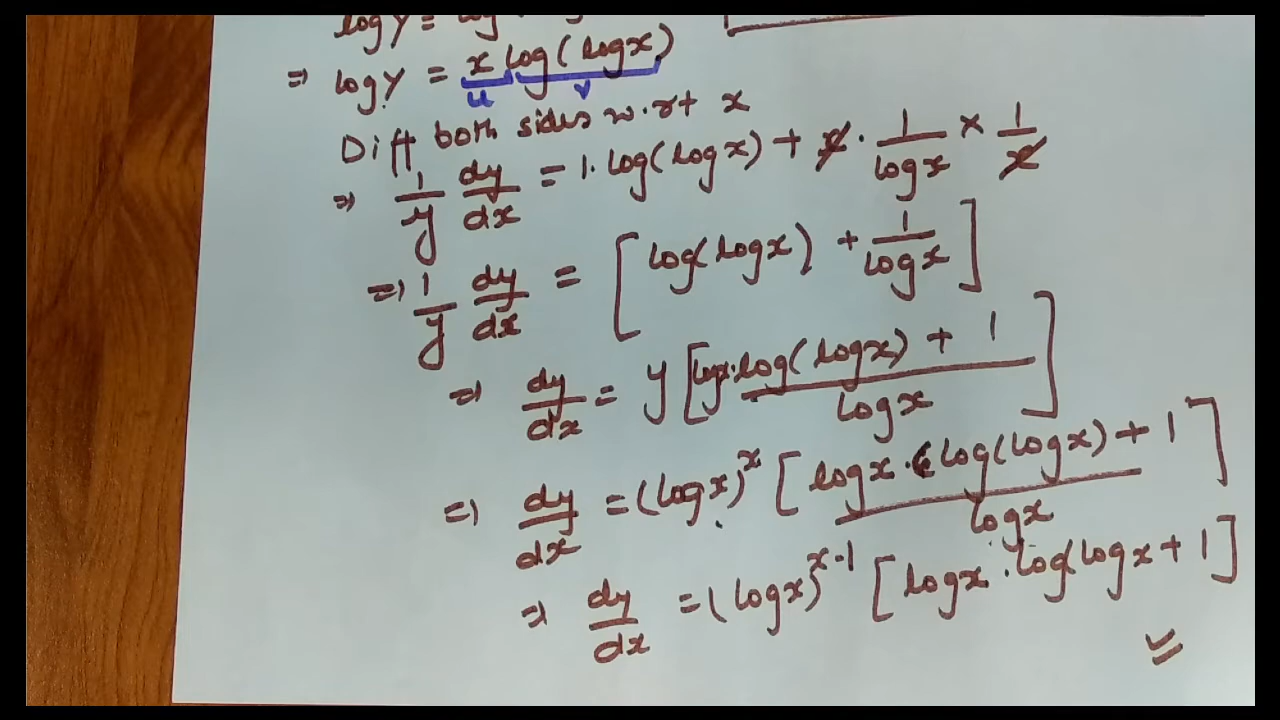 log y = log
⇒ log y = x log(log x)
u v
Diff both sides w.r.t x
⇒ 1/y dy/dx = 1. log(log x) + x . 1/log x × 1/x
⇒ 1/y dy/dx = [log(log x) + 1/log x]
⇒ dy/dx = y [log x . log(log x) + 1 / log x]
⇒ dy/dx = (log x)^x [log x . log(log x) + 1 / log x]
⇒ dy/dx = (log x)^x-1 [log x . log(log x + 1]